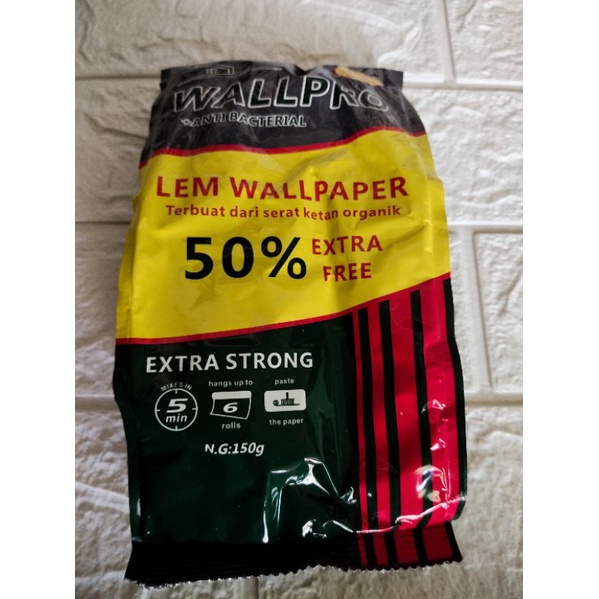 WALLPRO
+ANTI BACTERIAL
LEM WALLPAPER
Terbuat dari serat ketan organik
50% EXTRA
FREE
EXTRA STRONG
MIXES IN
5
min
hangs up to
6
rolls
paste
the paper
N.G:150g